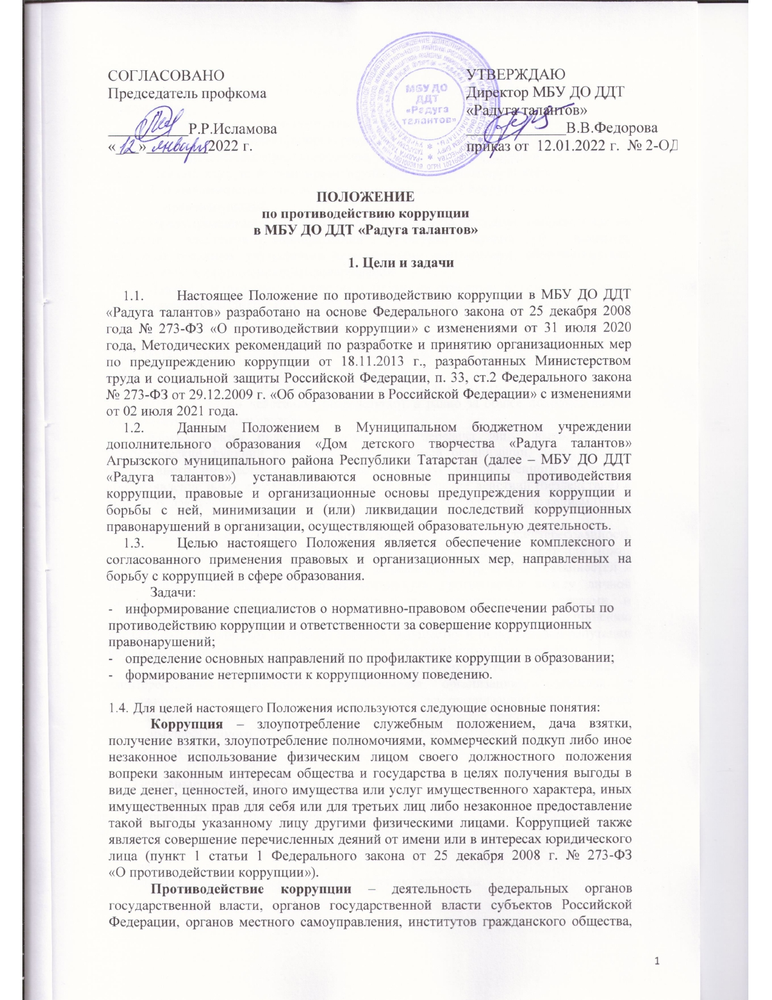 СОГЛАСОВАНО
Председатель профкома
__________Р.Р.Исламова
«12» января 2022 г.
УТВЕРЖДАЮ
Директор МБУ ДО ДДТ
«Радуга талантов»
____________В.В.Федорова
приказ от 12.01.2022 г. № 2-ОД
МБУ ДО
ДДТ
«Радуга
талантов»
ПОЛОЖЕНИЕ
по противодействию коррупции
в МБУ ДО ДДТ «Радуга талантов»
1. Цели и задачи
1.1. Настоящее Положение по противодействию коррупции в МБУ ДО ДДТ
«Радуга талантов» разработано на основе Федерального закона от 25 декабря 2008
года № 273-ФЗ «О противодействии коррупции» с изменениями от 31 июля 2020
года, Методических рекомендаций по разработке и принятию организационных мер
по предупреждению коррупции от 18.11.2013 г., разработанных Министерством
труда и социальной защиты Российской Федерации, п. 33, ст.2 Федерального закона
№ 273-ФЗ от 29.12.2009 г. «Об образовании в Российской Федерации» с изменениями
от 02 июля 2021 года.
1.2. Данным Положением в Муниципальном бюджетном учреждении
дополнительного образования «Дом детского творчества «Радуга талантов»
Агрызского муниципального района Республики Татарстан (далее – МБУ ДО ДДТ
«Радуга талантов») устанавливаются основные принципы противодействия
коррупции, правовые и организационные основы предупреждения коррупции и
борьбы с ней, минимизации и (или) ликвидации последствий коррупционных
правонарушений в организации, осуществляющей образовательную деятельность.
1.3. Целью настоящего Положения является обеспечение комплексного и
согласованного применения правовых и организационных мер, направленных на
борьбу с коррупцией в сфере образования.
Задачи:
- информирование специалистов о нормативно-правовом обеспечении работы по
противодействию коррупции и ответственности за совершение коррупционных
правонарушений;
- определение основных направлений по профилактике коррупции в образовании;
- формирование нетерпимости к коррупционному поведению.
1.4. Для целей настоящего Положения используются следующие основные понятия:
Коррупция – злоупотребление служебным положением, дача взятки,
получение взятки, злоупотребление полномочиями, коммерческий подкуп либо иное
незаконное использование физическим лицом своего должностного положения
вопреки законным интересам общества и государства в целях получения выгоды в
виде денег, ценностей, иного имущества или услуг имущественного характера, иных
имущественных прав для себя или для третьих лиц либо незаконное предоставление
такой выгоды указанному лицу другими физическими лицами. Коррупцией также
является совершение перечисленных деяний от имени или в интересах юридического
лица (пункт 1 статьи 1 Федерального закона от 25 декабря 2008 г. № 273-ФЗ
«О противодействии коррупции»).
Противодействие коррупции – деятельность федеральных органов
государственной власти, органов государственной власти субъектов Российской
Федерации, органов местного самоуправления, институтов гражданского общества,
1